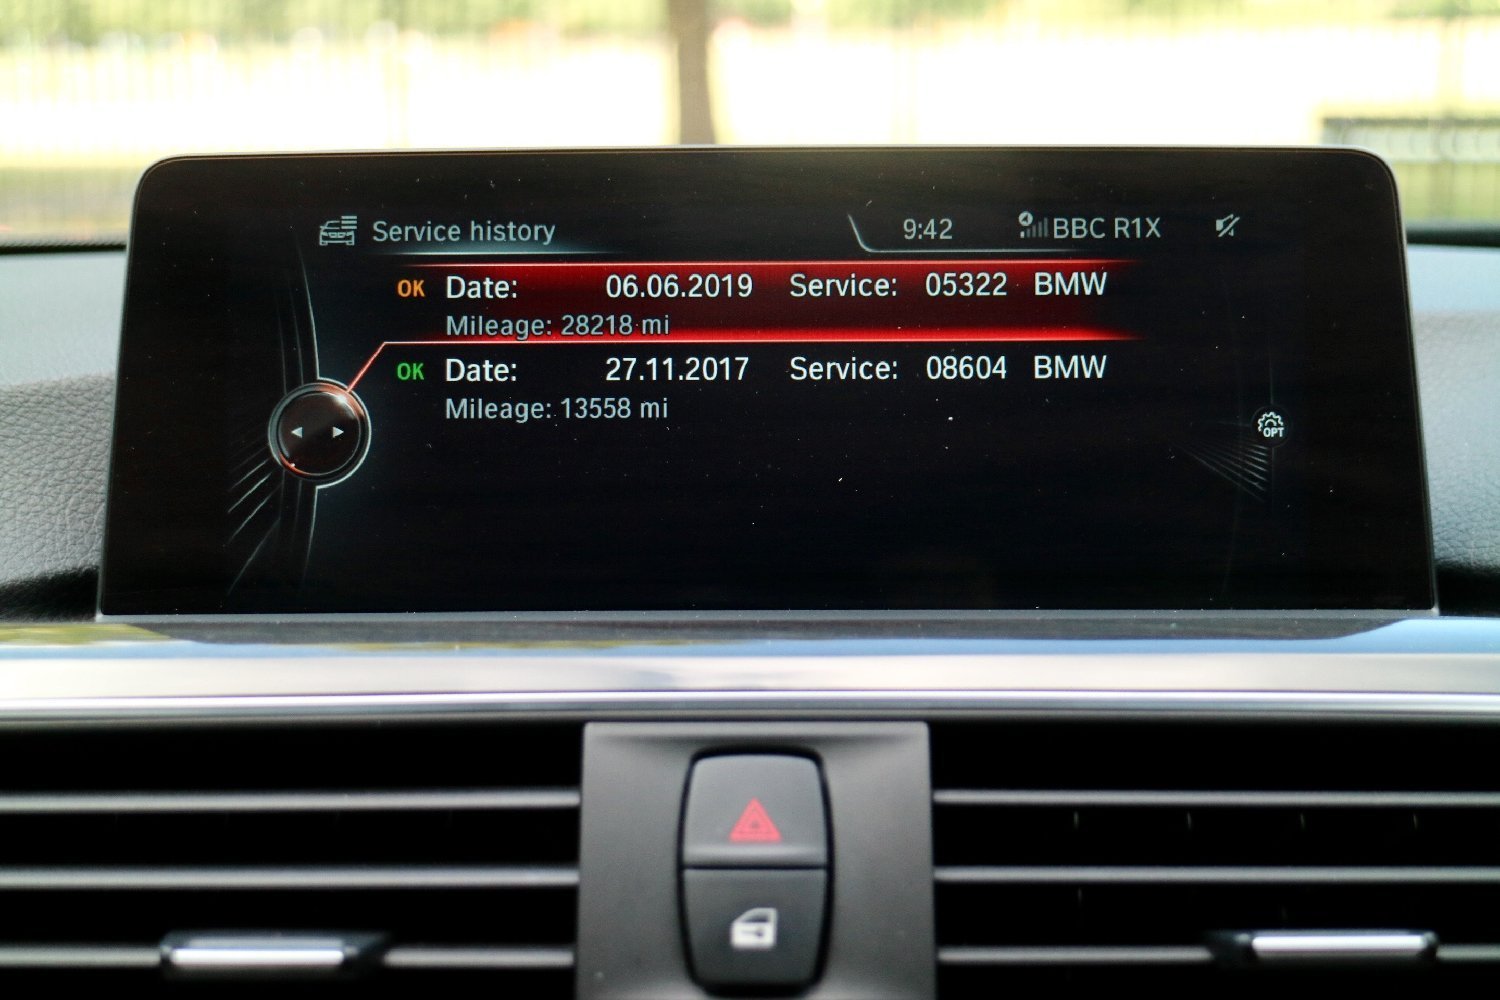 Service history
9:42 BBC R1X
OK Date: 06.06.2019 Service: 05322 BMW
Mileage: 28218 mi
OK Date: 27.11.2017 Service: 08604 BMW
Mileage: 13558 mi
OPT